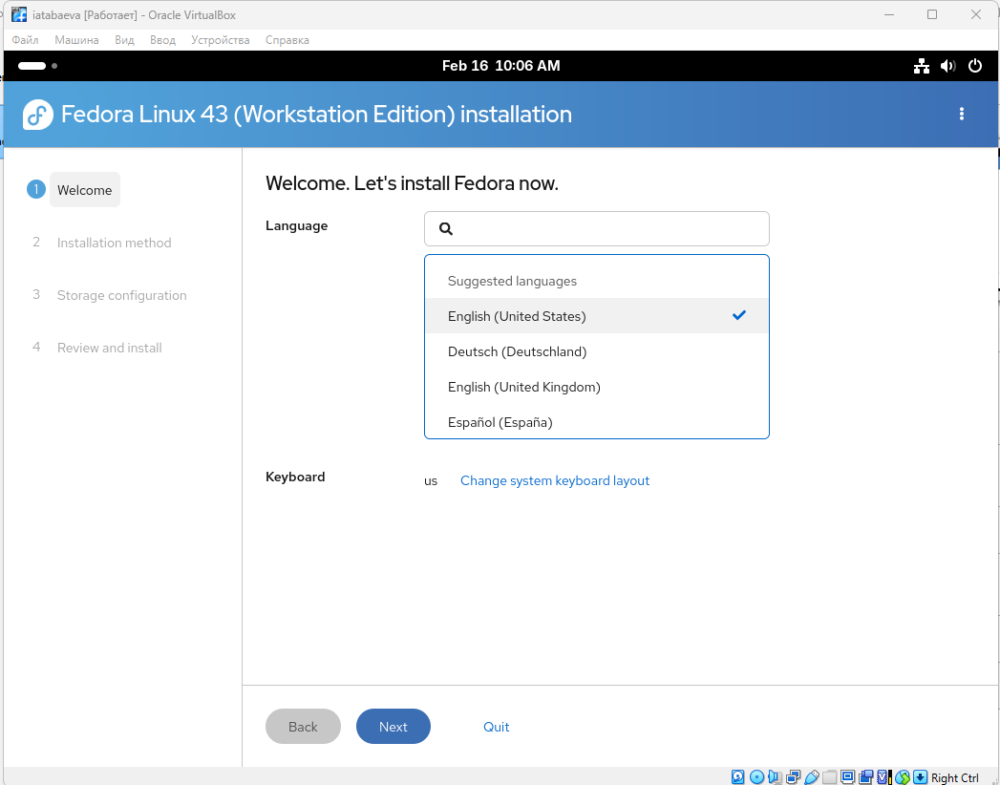 iatabaeva [Работает] - Oracle VirtualBox
Файл Машина Вид Ввод Устройства Справка
Feb 16 10:06 AM
Fedora Linux 43 (Workstation Edition) installation
1 Welcome
2 Installation method
3 Storage configuration
4 Review and install
Welcome. Let's install Fedora now.
Language
Suggested languages
English (United States)
Deutsch (Deutschland)
English (United Kingdom)
Español (España)
Keyboard us Change system keyboard layout
Back Next Quit
Right Ctrl